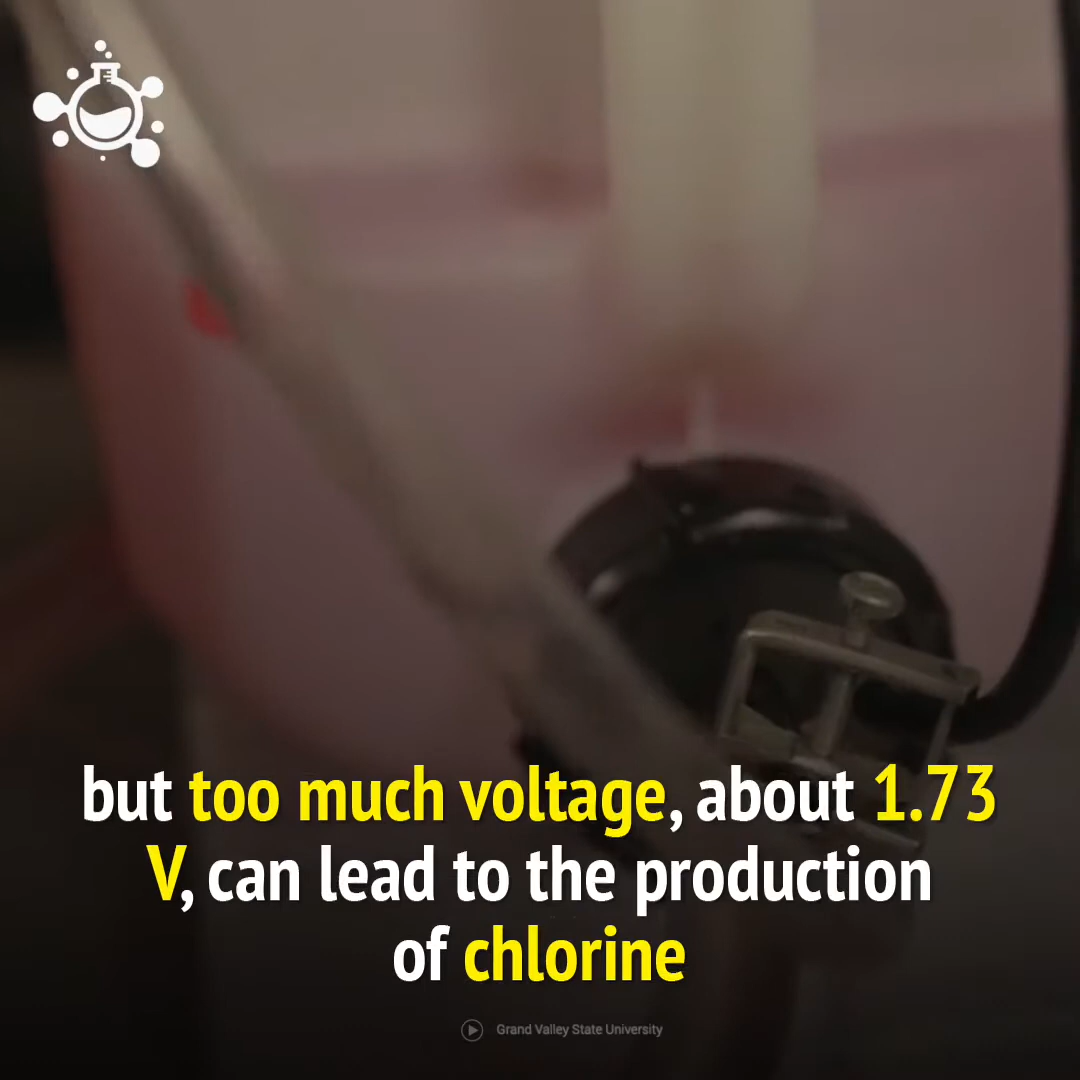 but too much voltage, about 1.73
V, can lead to the production
of chlorine
Grand Valley State University